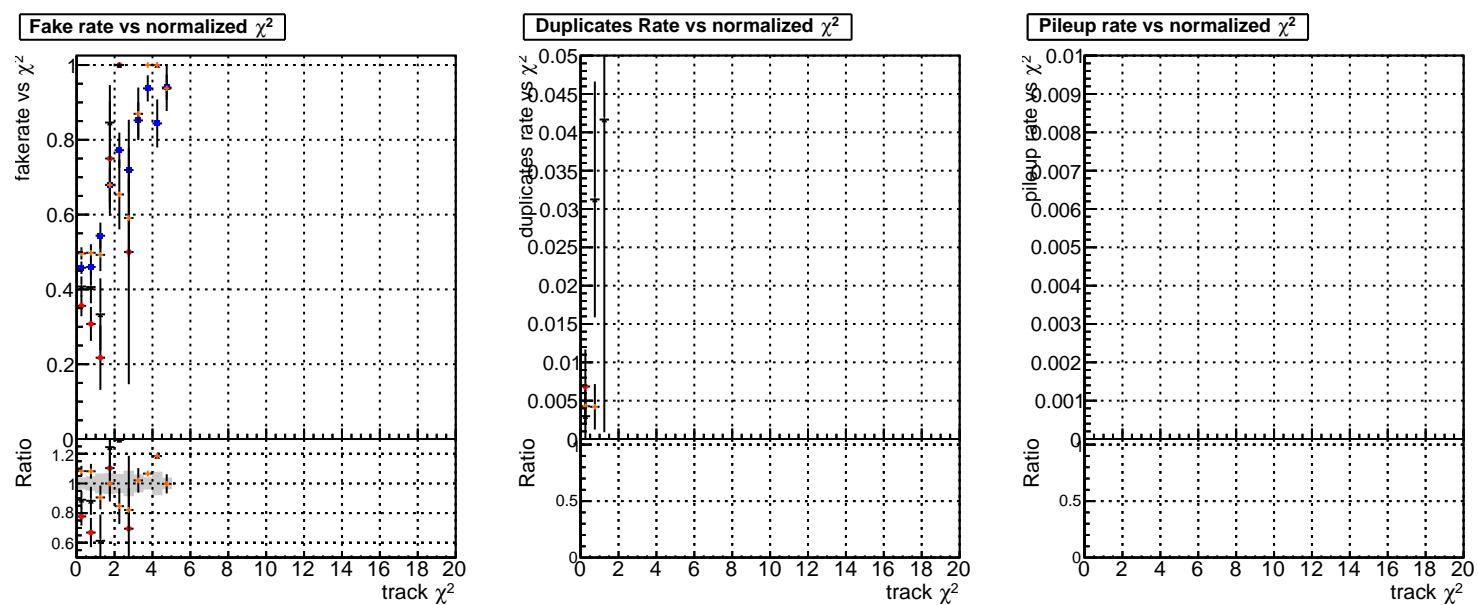 Fake rate vs normalized χ²
Duplicates Rate vs normalized χ²
Pileup rate vs normalized χ²
fakerate vs χ²
1
0.8
0.6
0.4
0.2
0
Ratio
1.2
1
0.8
0.6
0 2 4 6 8 10 12 14 16 18 20
track χ²
duplicates rate vs χ²
0.05
0.045
0.04
0.035
0.03
0.025
0.02
0.015
0.01
0.005
0
Ratio
1
0.5
0
0 2 4 6 8 10 12 14 16 18 20
track χ²
pileup rate vs χ²
0.01
0.009
0.008
0.007
0.006
0.005
0.004
0.003
0.002
0.001
0
Ratio
1
0.5
0
0 2 4 6 8 10 12 14 16 18 20
track χ²